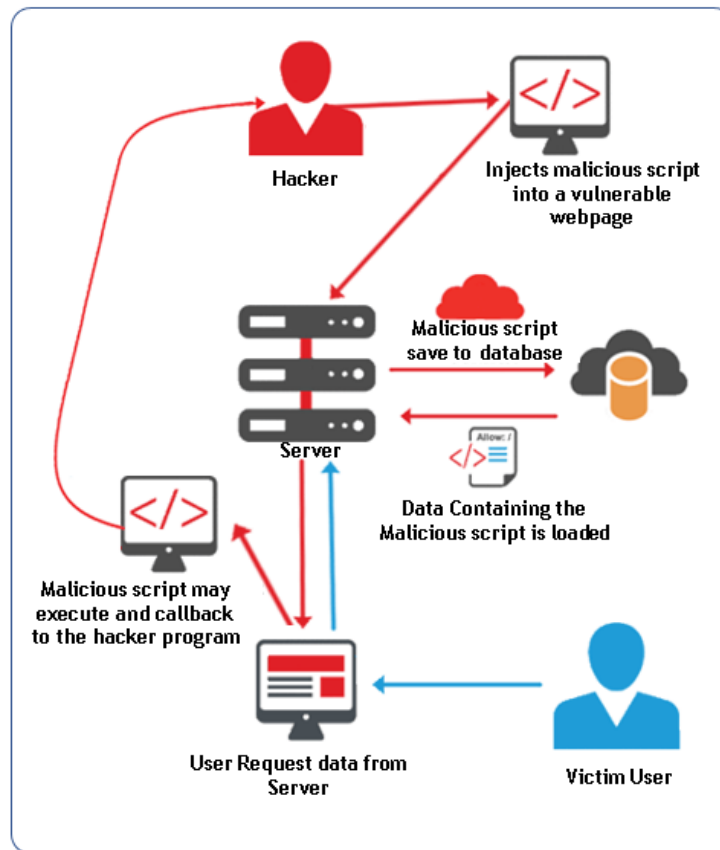 Hacker
</>
Injects malicious script
into a vulnerable
webpage
Malicious script
save to database
Server
Allow: /
</>
Data Containing the
Malicious script is loaded
</>
Malicious script may
execute and callback
to the hacker program
User Request data from
Server
Victim User